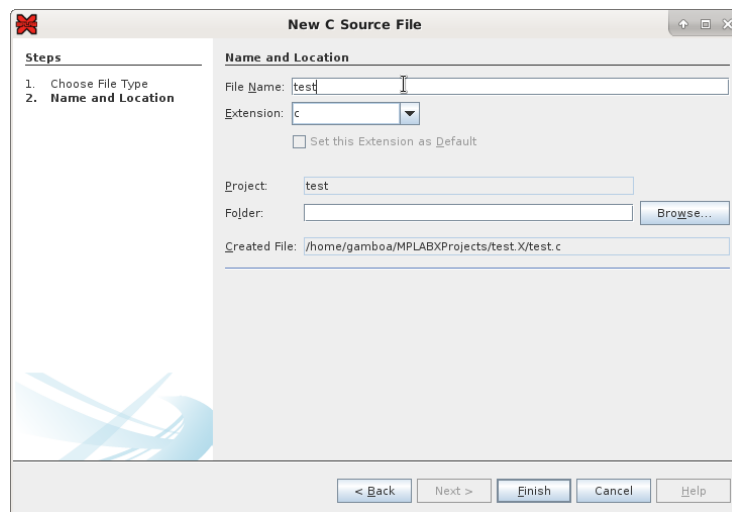 New C Source File
Steps
1. Choose File Type
2. Name and Location
Name and Location
File Name: test
Extension: c
Set this Extension as Default
Project: test
Folder: Browse...
Created File: /home/gamboa/MPLABXProjects/test.X/test.c
< Back Next > Finish Cancel Help